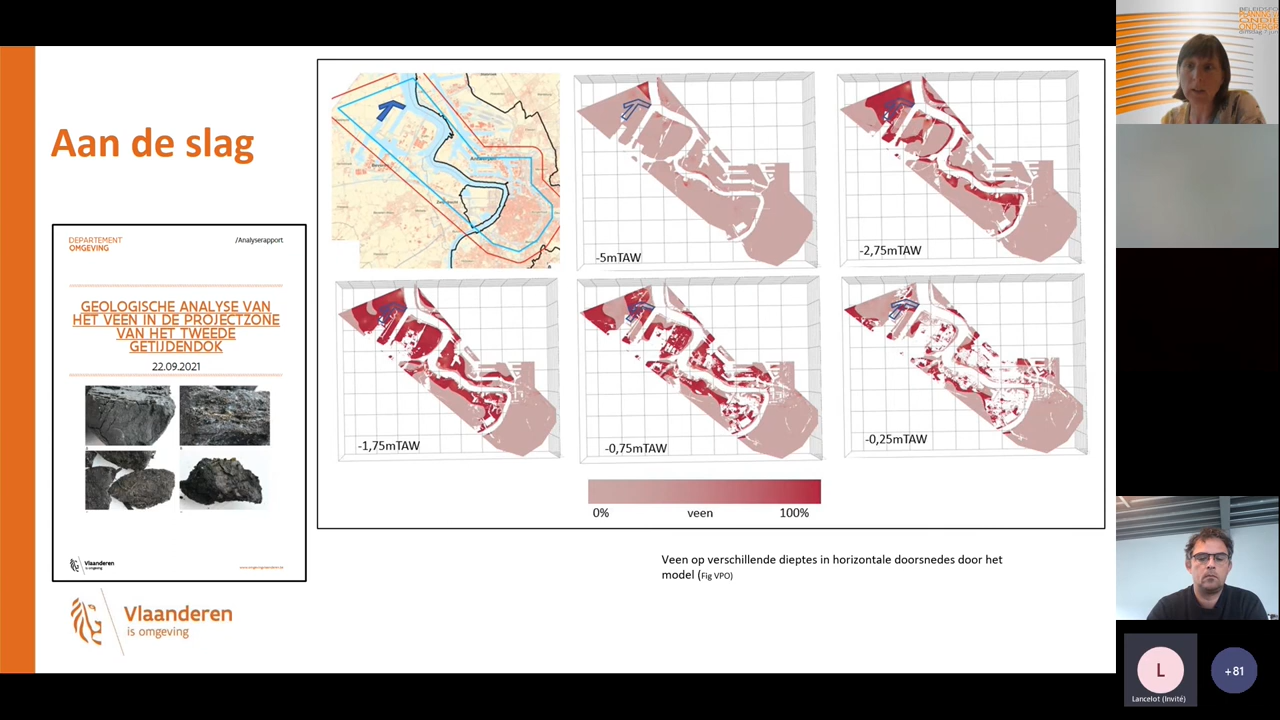 Aan de slag
DEPARTEMENT
OMGEVING
/Analyserapport
GEOLOGISCHE ANALYSE VAN
HET VEEN IN DE PROJECTZONE
VAN HET TWEEDE
GETIJDENDOK
22.09.2021
Vlaanderen
is omgeving
Vlaanderen
is omgeving
-5mTAW
-2,75mTAW
-1,75mTAW
-0,75mTAW
-0,25mTAW
0%
veen
100%
Veen op verschillende dieptes in horizontale doorsnedes door het
model (Fig VPO)
L
Lancelot (Invité)
+81